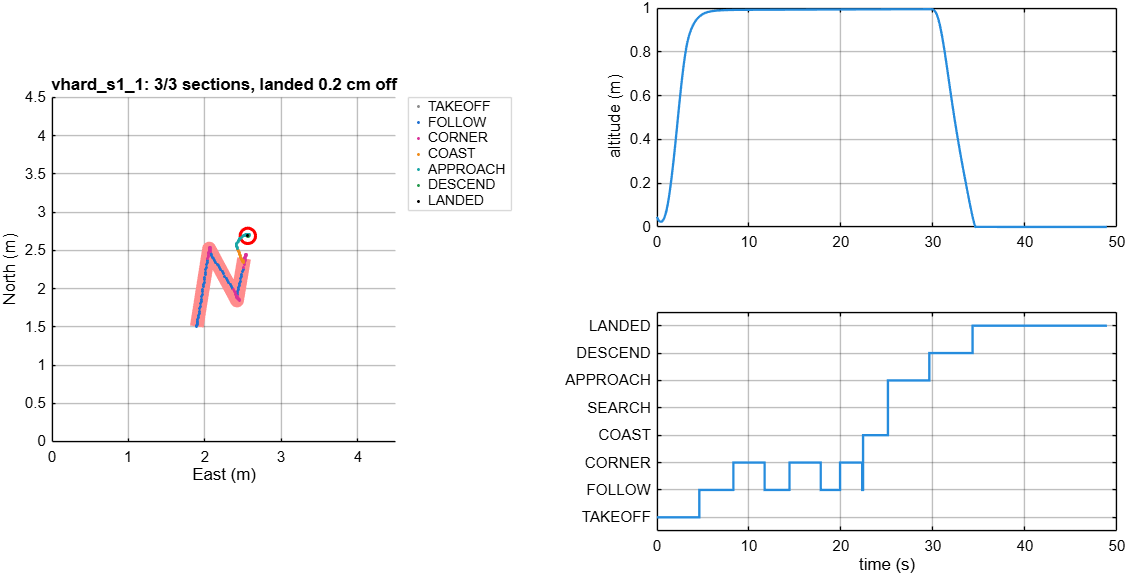 vhard_s1_1: 3/3 sections, landed 0.2 cm off
4.5
4
3.5
3
2.5
2
1.5
1
0.5
0
North (m)
0
1
2
3
4
East (m)
TAKEOFF
FOLLOW
CORNER
COAST
APPROACH
DESCEND
LANDED
1
0.8
0.6
0.4
0.2
0
altitude (m)
0
10
20
30
40
50
LANDED
DESCEND
APPROACH
SEARCH
COAST
CORNER
FOLLOW
TAKEOFF
0
10
20
30
40
50
time (s)